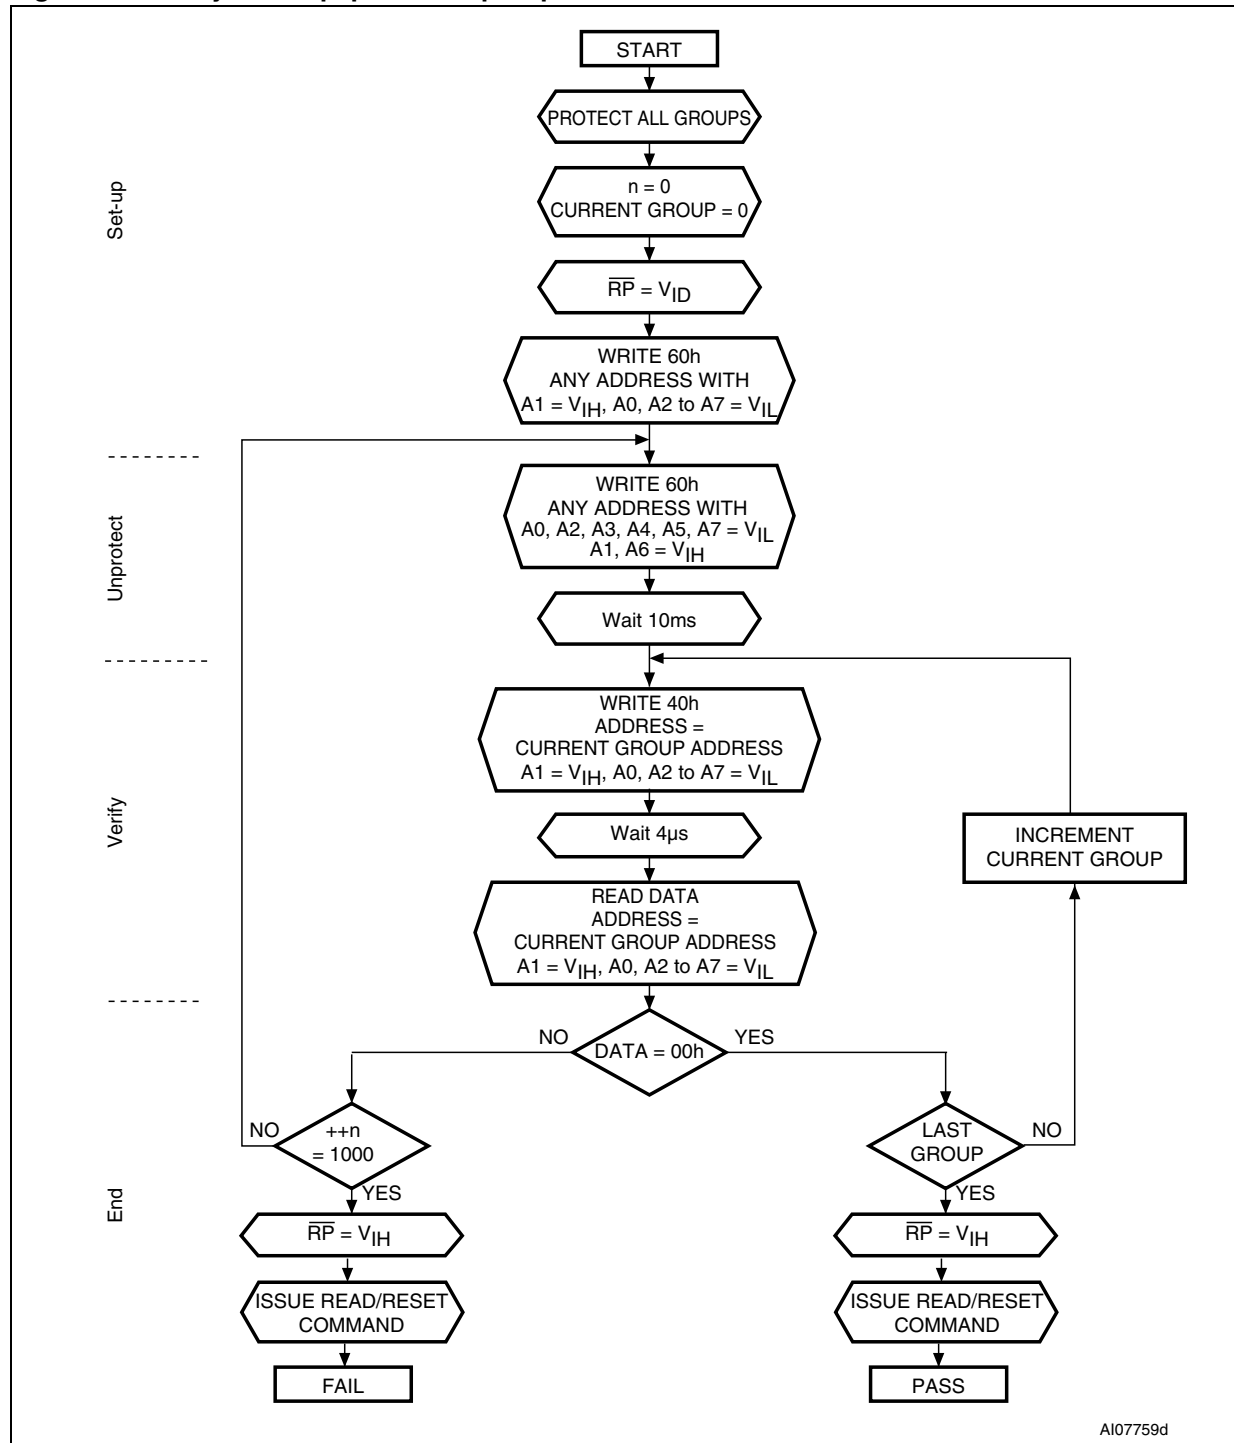 START
PROTECT ALL GROUPS
n = 0
CURRENT GROUP = 0
Set-up
R̅P̅ = VID
WRITE 60h
ANY ADDRESS WITH
A1 = VIH, A0, A2 to A7 = VIL
Unprotect
WRITE 60h
ANY ADDRESS WITH
A0, A2, A3, A4, A5, A7 = VIL
A1, A6 = VIH
Wait 10ms
Verify
WRITE 40h
ADDRESS =
CURRENT GROUP ADDRESS
A1 = VIH, A0, A2 to A7 = VIL
Wait 4µs
INCREMENT
CURRENT GROUP
READ DATA
ADDRESS =
CURRENT GROUP ADDRESS
A1 = VIH, A0, A2 to A7 = VIL
End
NO
DATA = 00h
YES
NO
++n
= 1000
YES
LAST
GROUP
NO
YES
R̅P̅ = VIH
R̅P̅ = VIH
ISSUE READ/RESET
COMMAND
ISSUE READ/RESET
COMMAND
FAIL
PASS
AI07759d